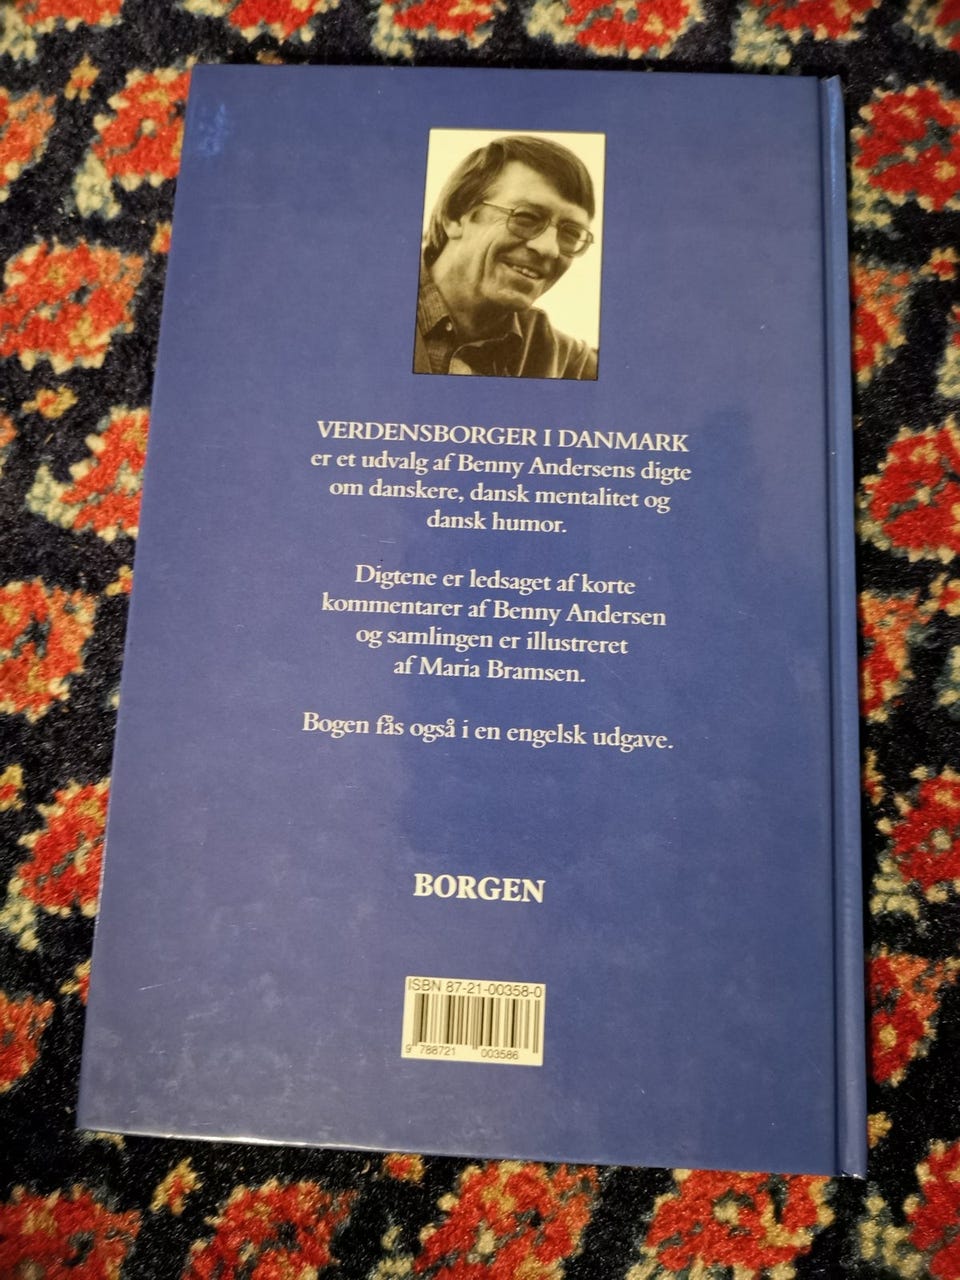 VERDENSBORGER I DANMARK
er et udvalg af Benny Andersens digte
om danskere, dansk mentalitet og
dansk humor.
Digtene er ledsaget af korte
kommentarer af Benny Andersen
og samlingen er illustreret
af Maria Bramsen.
Bogen fås også i en engelsk udgave.
BORGEN
ISBN 87-21-00358-0
9 788721 003586